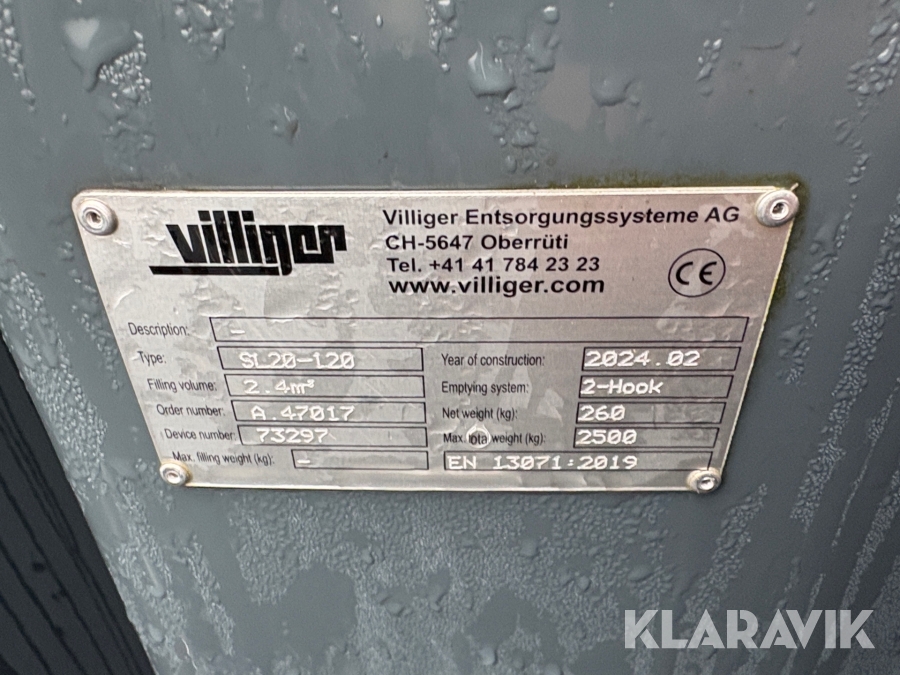 villiger
Villiger Entsorgungssysteme AG
CH-5647 Oberrüti
Tel. +41 41 784 23 23
www.villiger.com
CE
Description: –
Type: SL20-120
Year of construction: 2024.02
Filling volume: 2.4m³
Emptying system: 2-Hook
Order number: A.47017
Net weight (kg): 260
Device number: 73297
Max. tota weight (kg): 2500
Max. filling weight (kg): –
EN 13071:2019
KLARAVIK